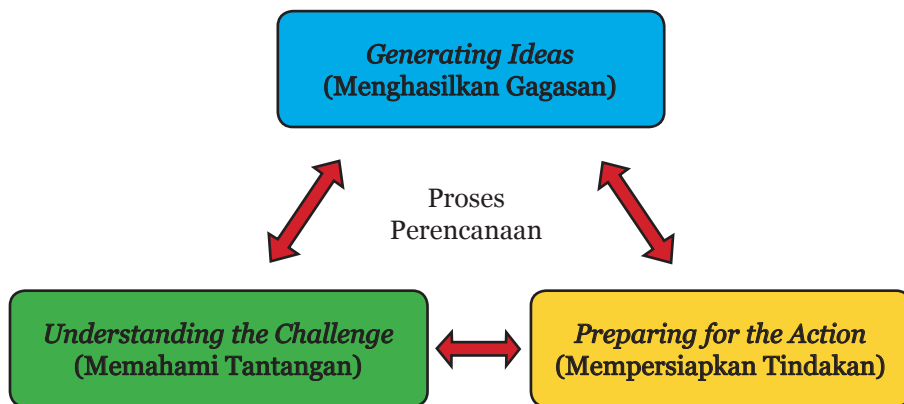 Generating Ideas
(Menghasilkan Gagasan)
Proses
Perencanaan
Understanding the Challenge
(Memahami Tantangan)
Preparing for the Action
(Mempersiapkan Tindakan)